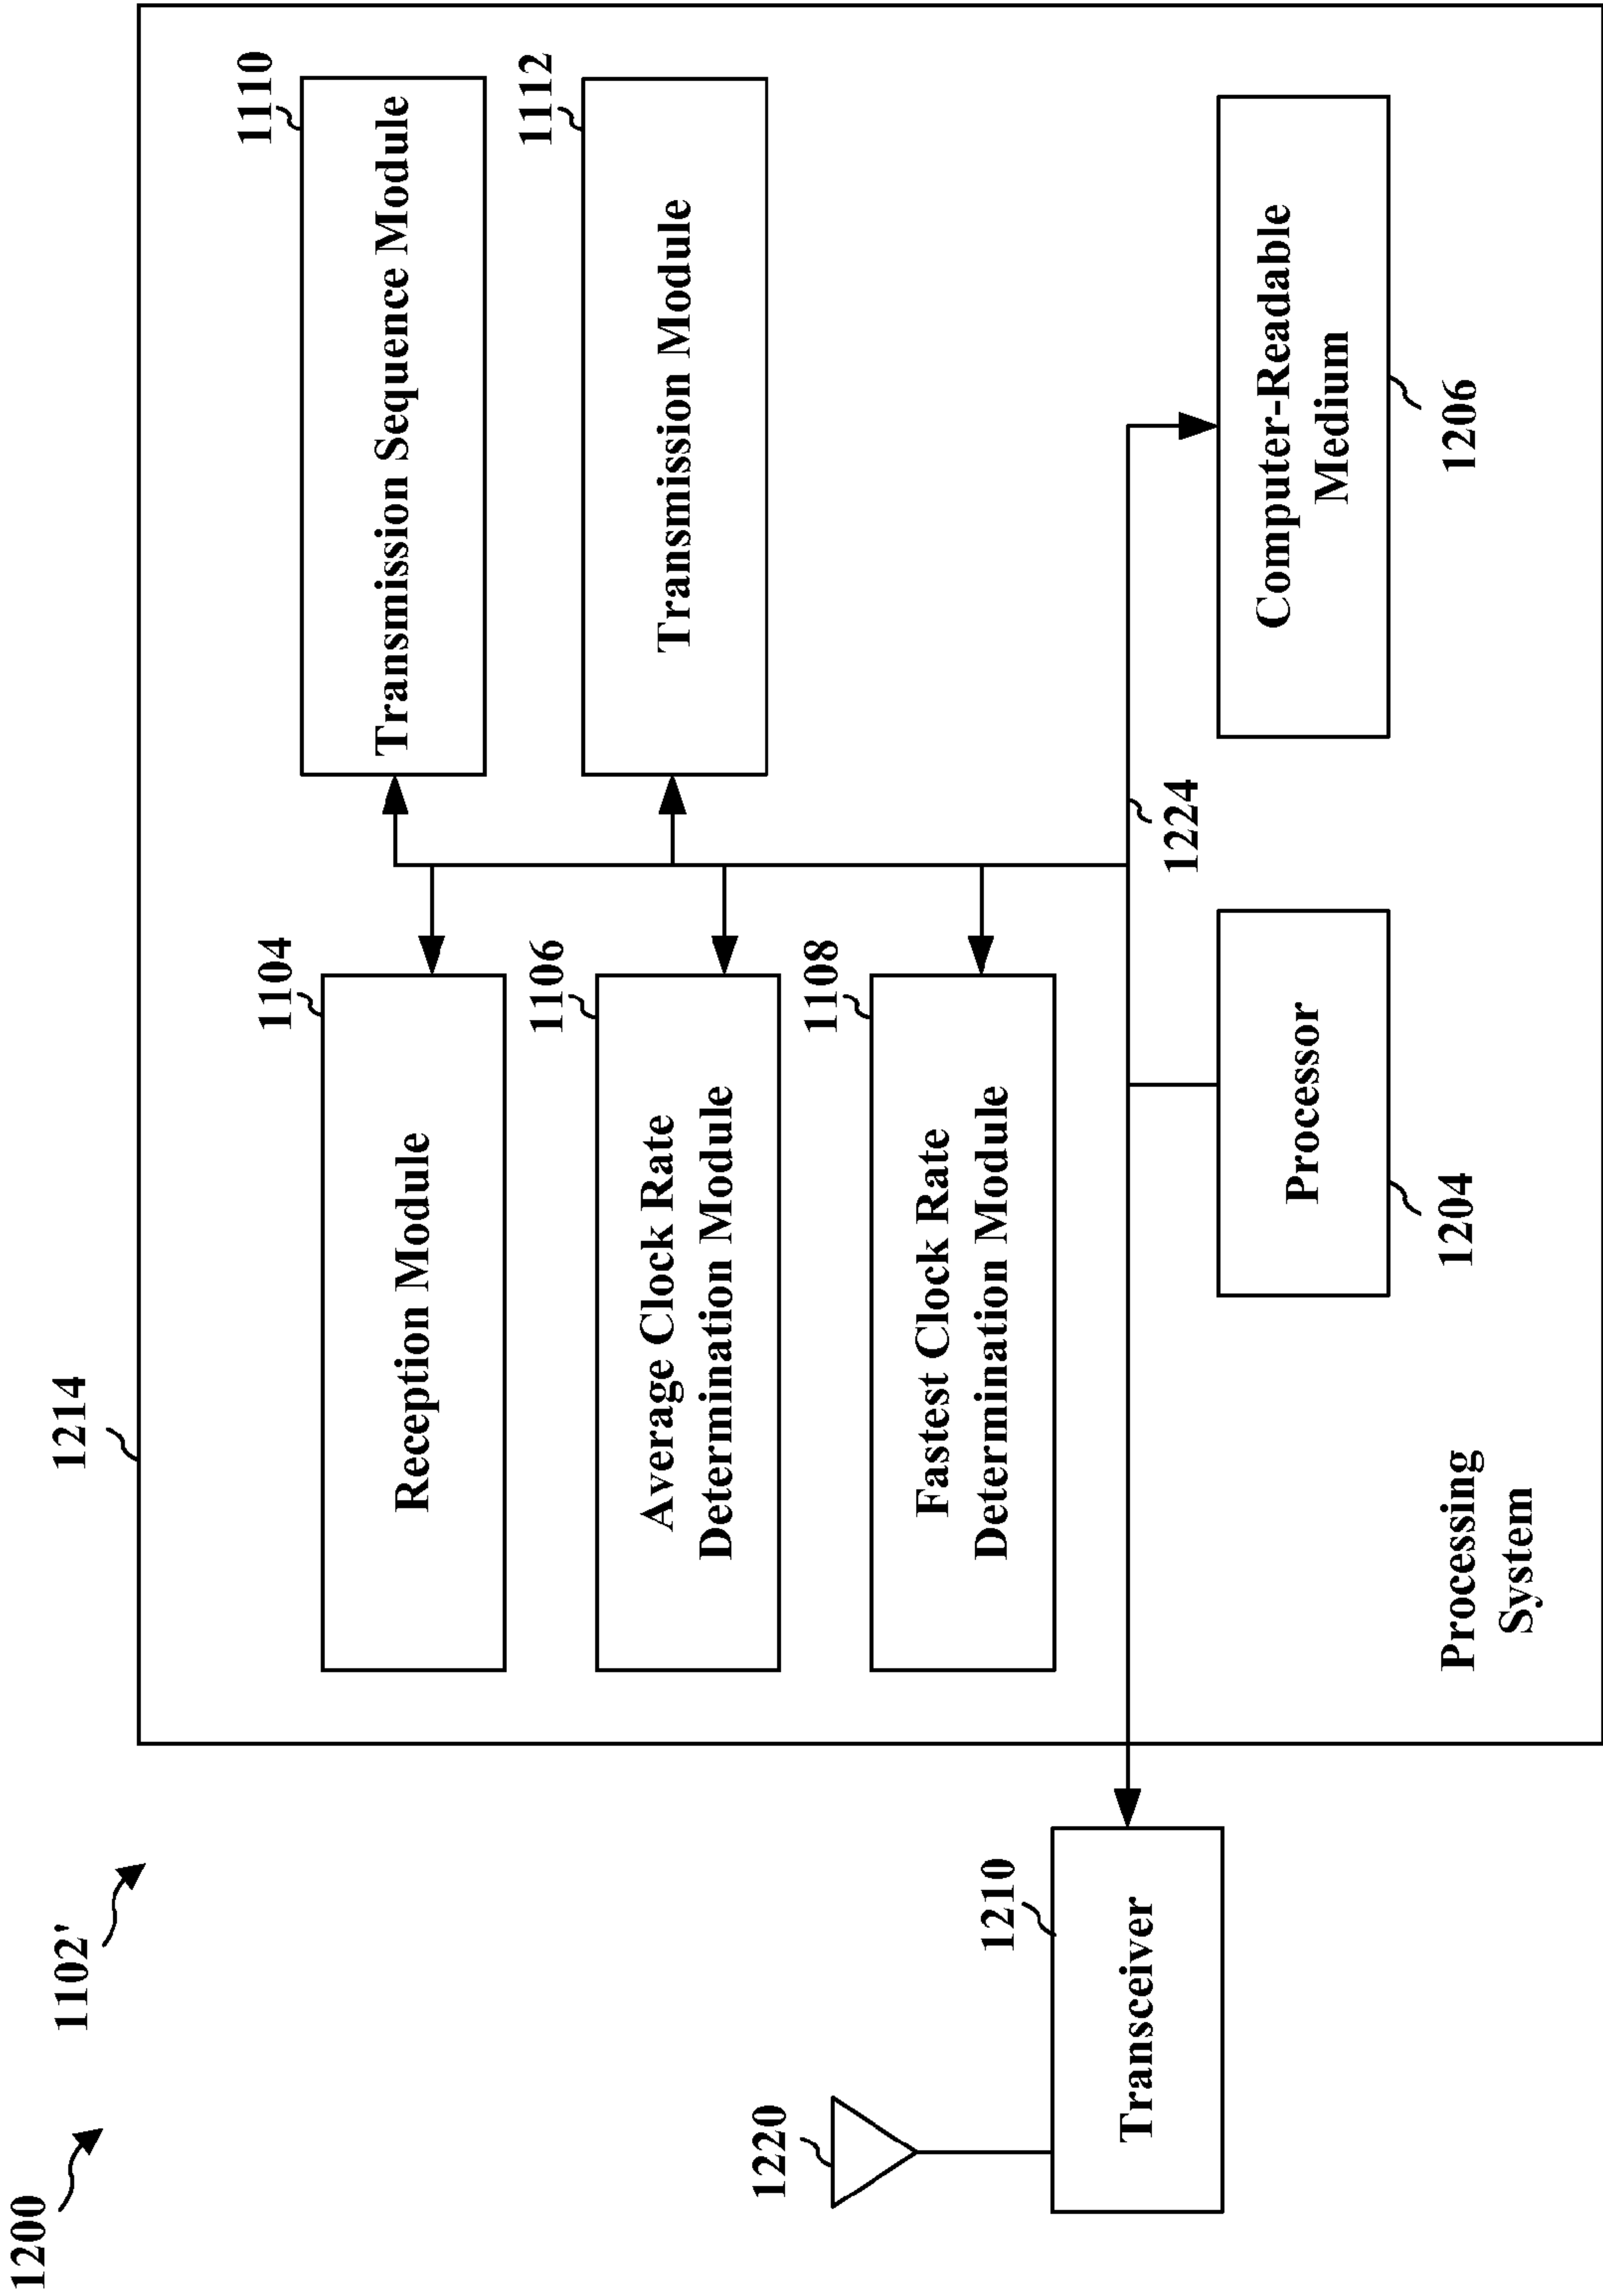 1200
1102'
1214
1104
Reception Module
1110
Transmission Sequence Module
1106
Average Clock Rate
Determination Module
1112
Transmission Module
1108
Fastest Clock Rate
Determination Module
1220
1210
Transceiver
1224
Processor
1204
Computer-Readable
Medium
1206
Processing
System